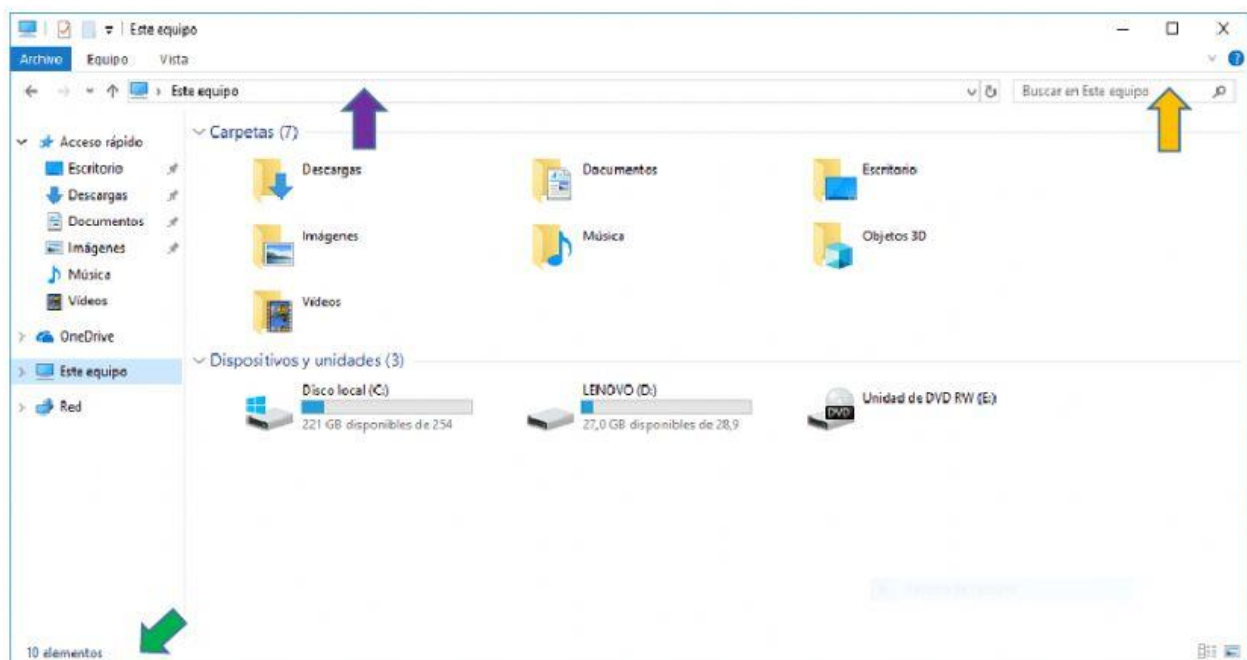 Este equipo
Archivo Equipo Vista
Este equipo Buscar en Este equipo
Acceso rápido
Escritorio
Descargas
Documentos
Imágenes
Música
Vídeos
OneDrive
Este equipo
Red
Carpetas (7)
Descargas Documentos Escritorio
Imágenes Música Objetos 3D
Vídeos
Dispositivos y unidades (3)
Disco local (C:) LENOVO (D:) Unidad de DVD RW (E:)
221 GB disponibles de 254 27,0 GB disponibles de 28,9
DVD
10 elementos